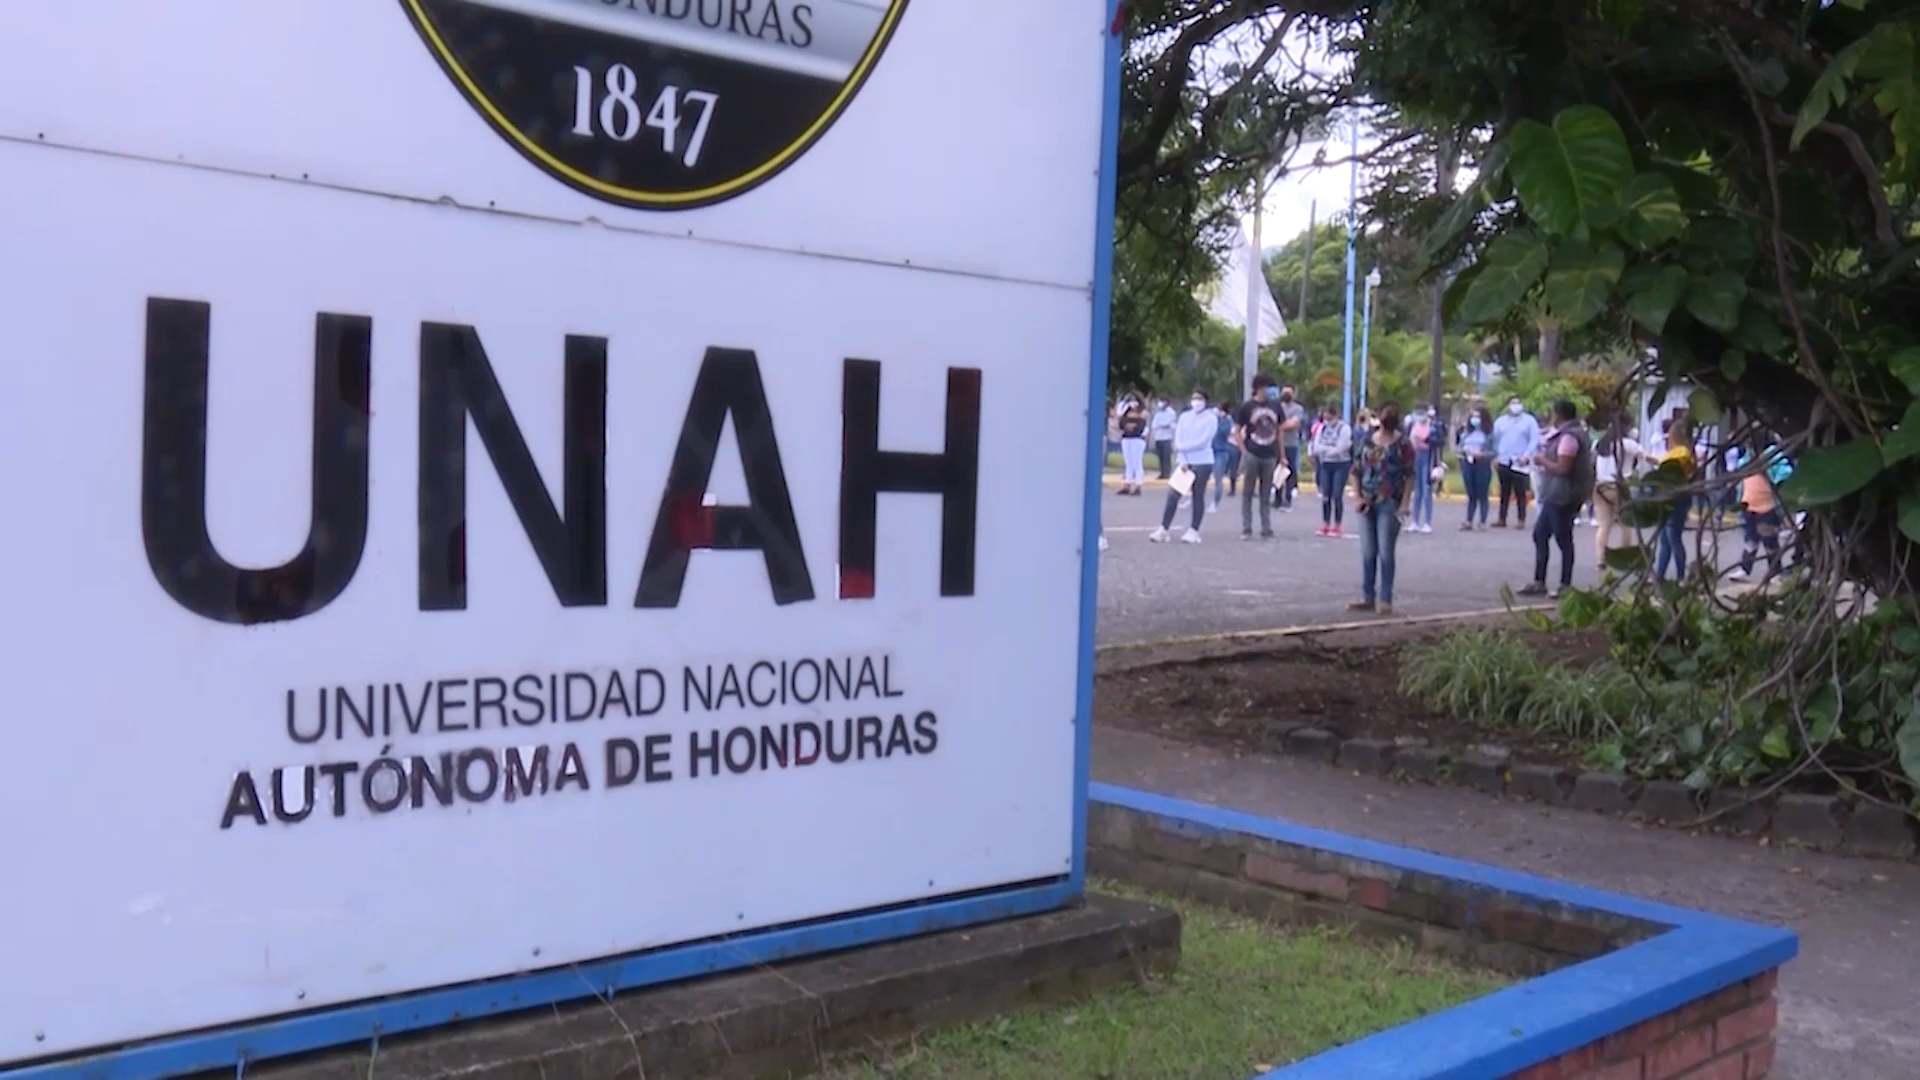 HONDURAS
1847
UNAH
UNIVERSIDAD NACIONAL
AUTÓNOMA DE HONDURAS